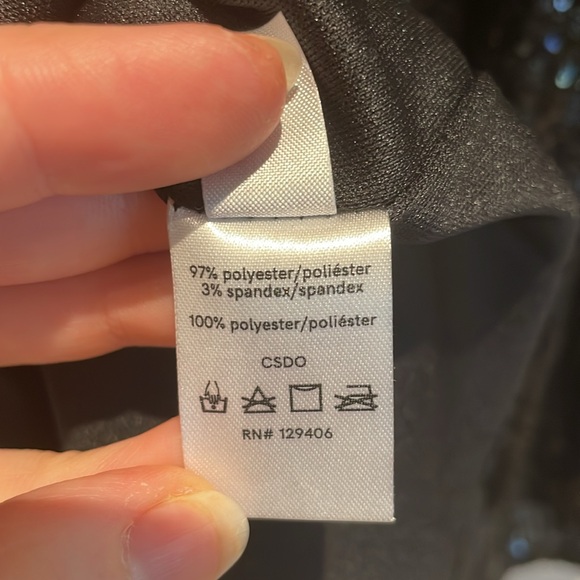 97% polyester/poliéster
3% spandex/spandex
100% polyester/poliéster
CSDO
RN# 129406